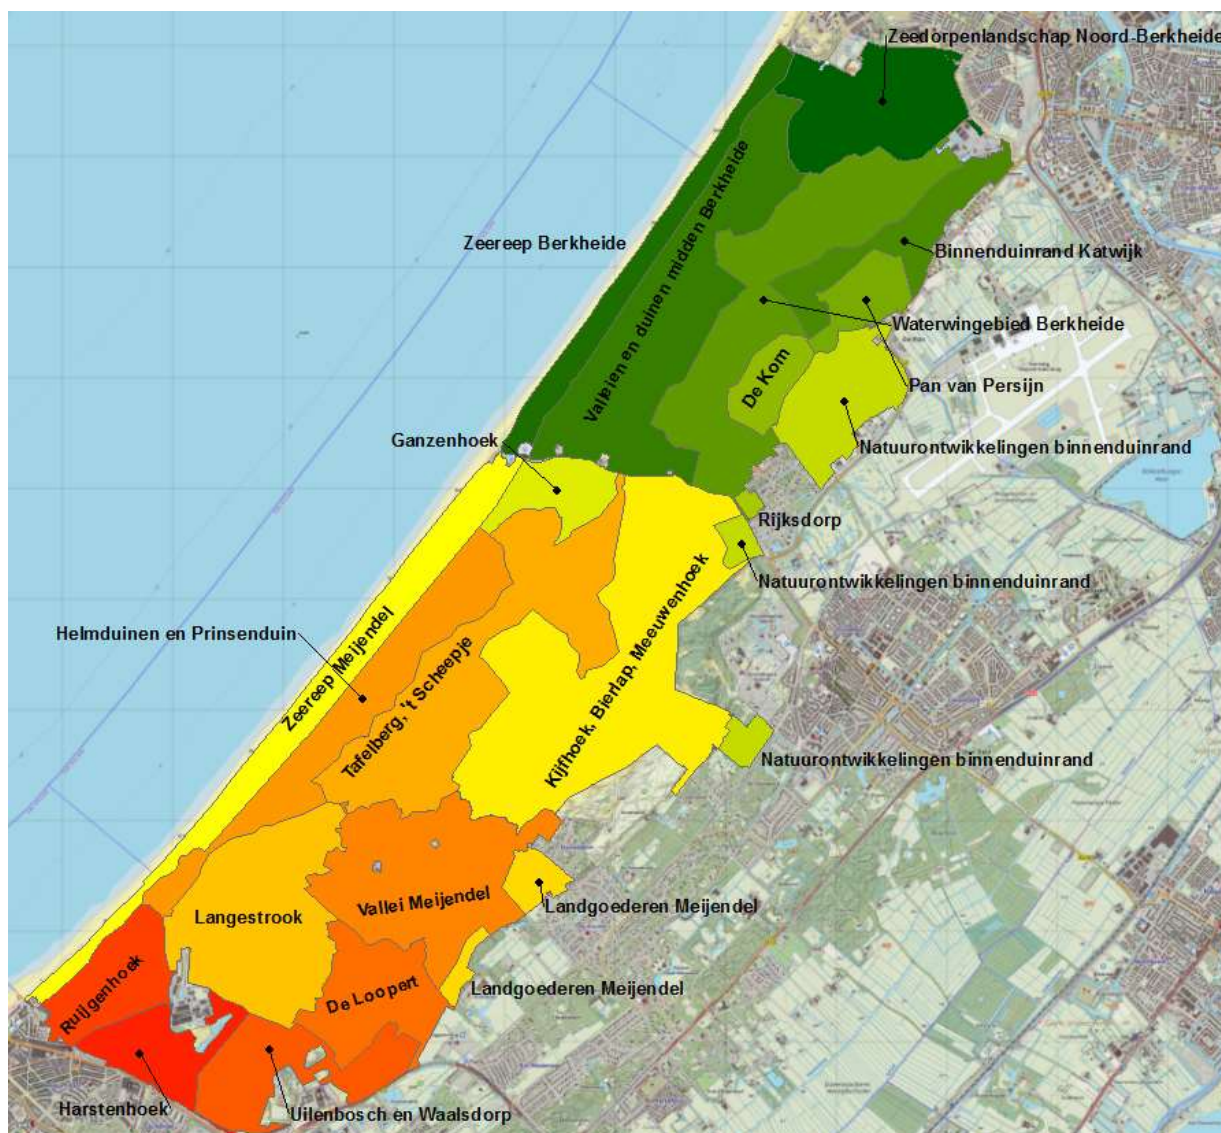 Zeedorpenlandschap Noord-Berkheide
Valleien en duinen midden Berkheide
Zeereep Berkheide
Binnenduinrand Katwijk
Waterwingebied Berkheide
De Kom
Pan van Persijn
Ganzenhoek
Natuurontwikkelingen binnenduinrand
Rijksdorp
Natuurontwikkelingen binnenduinrand
Helmduinen en Prinsenduin
Zeereep Meijendel
Tafelberg, 't Scheepje
Kijfhoek, Bierlap, Meeuwenhoek
Natuurontwikkelingen binnenduinrand
Vallei Meijendel
Landgoederen Meijendel
Langestrook
De Loopert
Landgoederen Meijendel
Ruijgenhoek
Harstenhoek
Uilenbosch en Waalsdorp